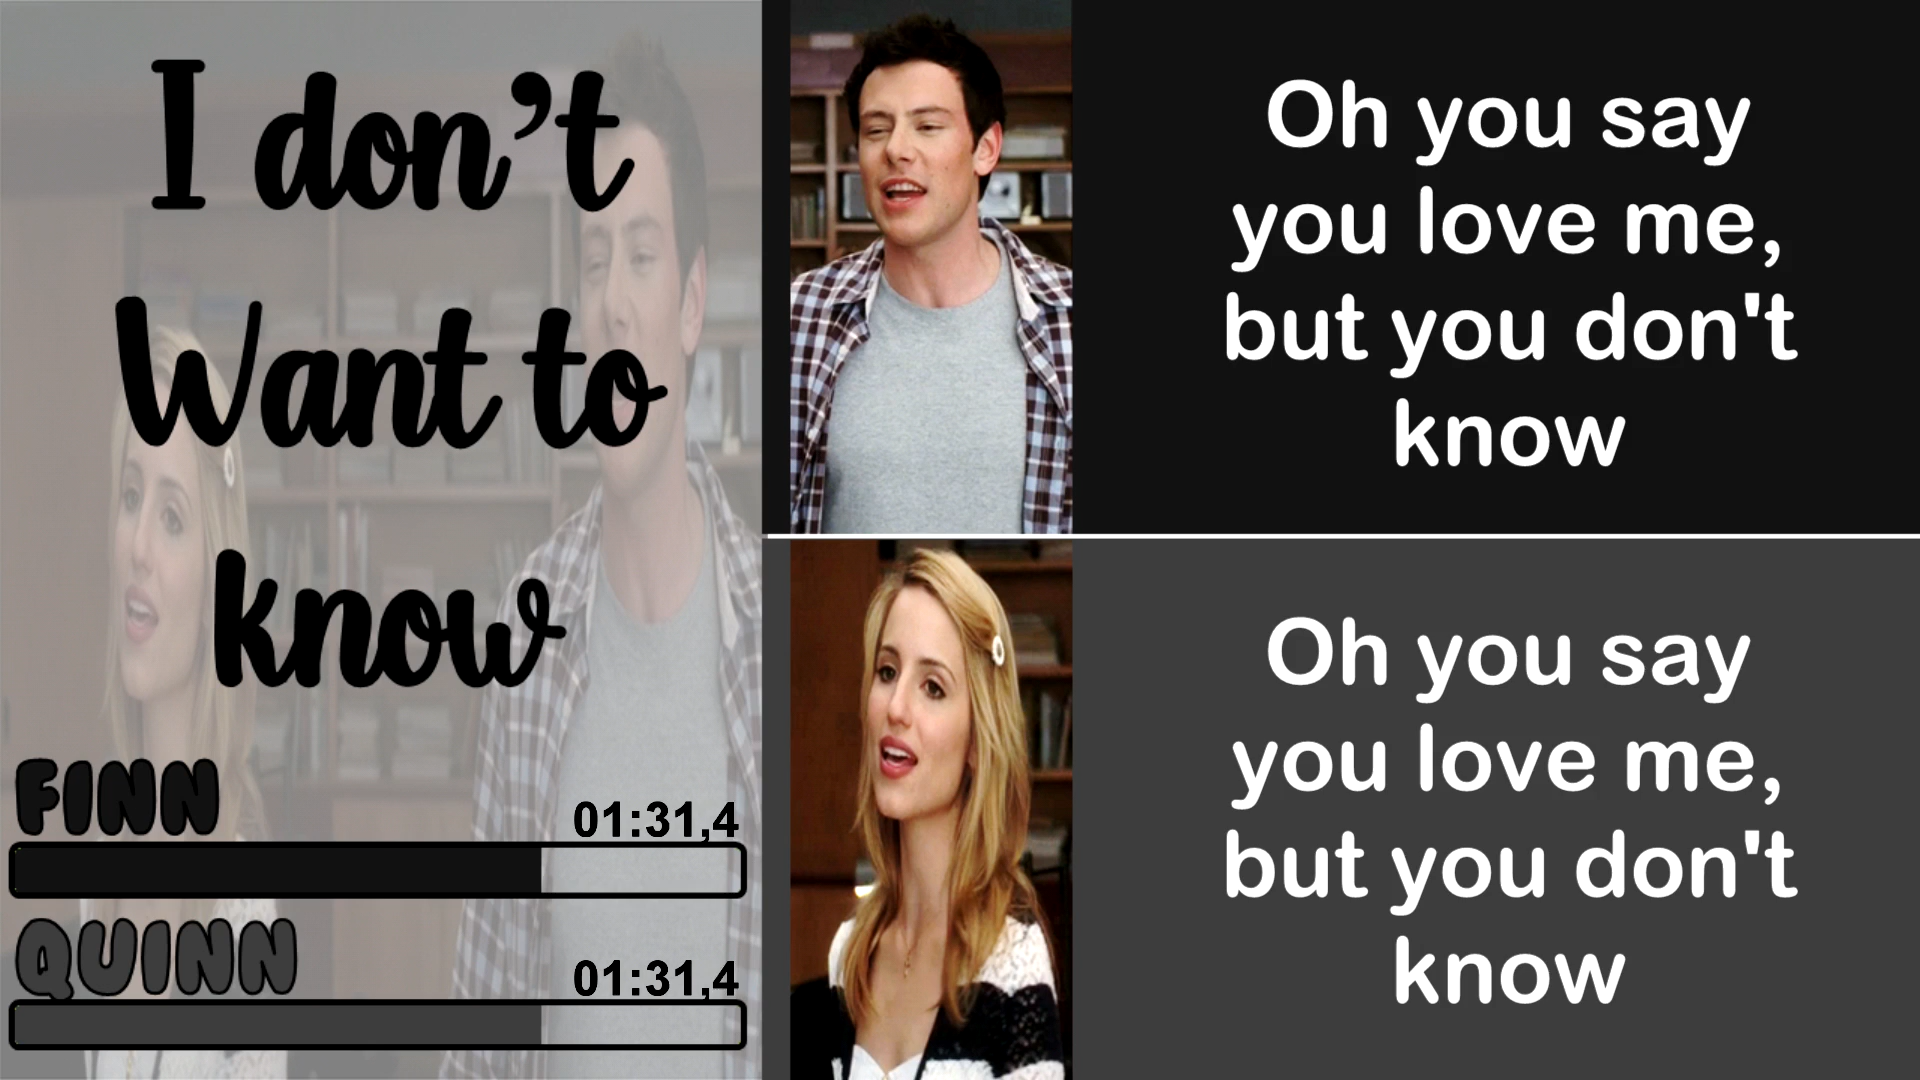 I don’t
Want to
know
FINN
01:31,4
QUINN
01:31,4
Oh you say
you love me,
but you don't
know
Oh you say
you love me,
but you don't
know